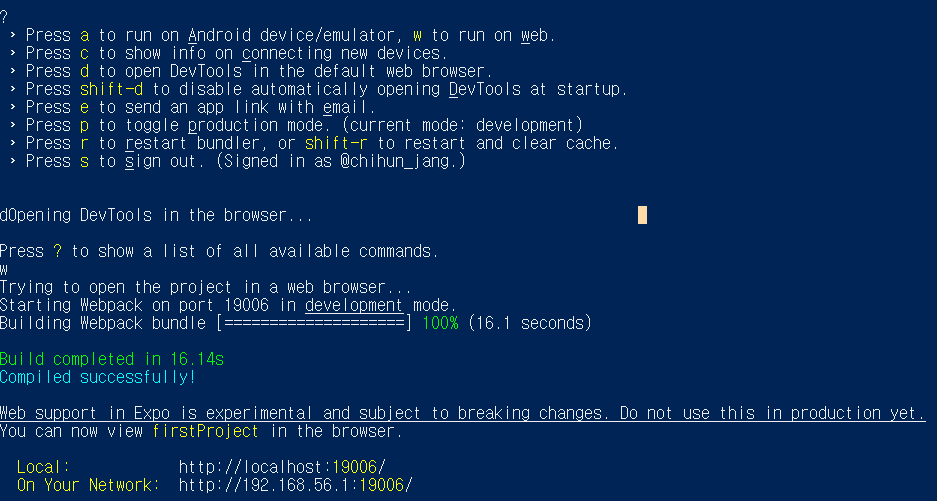 ?
› Press a to run on Android device/emulator, w to run on web.
› Press c to show info on connecting new devices.
› Press d to open DevTools in the default web browser.
› Press shift-d to disable automatically opening DevTools at startup.
› Press e to send an app link with email.
› Press p to toggle production mode. (current mode: development)
› Press r to restart bundler, or shift-r to restart and clear cache.
› Press s to sign out. (Signed in as @chihun_jang.)
dOpening DevTools in the browser...
Press ? to show a list of all available commands.
w
Trying to open the project in a web browser...
Starting Webpack on port 19006 in development mode.
Building Webpack bundle [====================] 100% (16.1 seconds)
Build completed in 16.14s
Compiled successfully!
Web support in Expo is experimental and subject to breaking changes. Do not use this in production yet.
You can now view firstProject in the browser.
Local: http://localhost:19006/
On Your Network: http://192.168.56.1:19006/